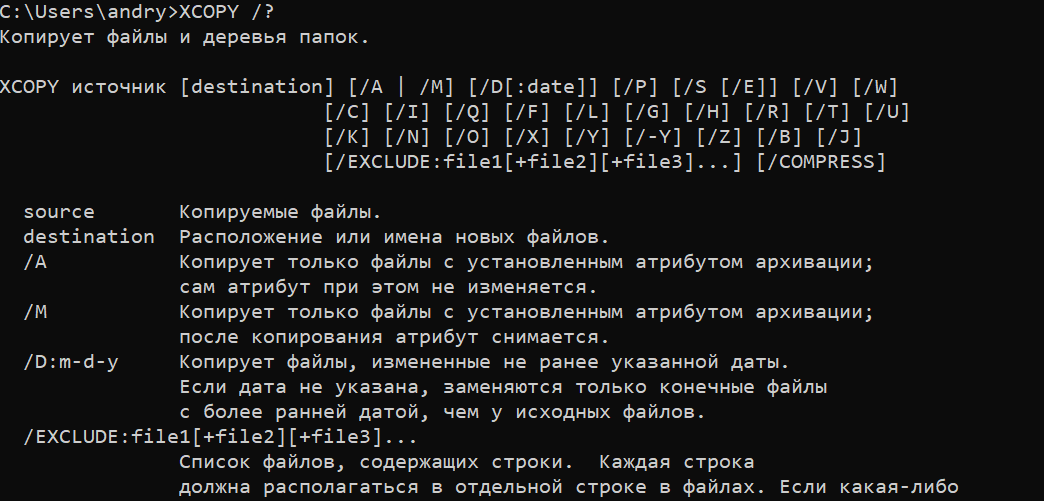 C:\Users\andry>XCOPY /?
Копирует файлы и деревья папок.
XCOPY источник [destination] [/A | /M] [/D[:date]] [/P] [/S [/E]] [/V] [/W]
[/C] [/I] [/Q] [/F] [/L] [/G] [/H] [/R] [/T] [/U]
[/K] [/N] [/O] [/X] [/Y] [/-Y] [/Z] [/B] [/J]
[/EXCLUDE:file1[+file2][+file3]...] [/COMPRESS]
source Копируемые файлы.
destination Расположение или имена новых файлов.
/A Копирует только файлы с установленным атрибутом архивации;
сам атрибут при этом не изменяется.
/M Копирует только файлы с установленным атрибутом архивации;
после копирования атрибут снимается.
/D:m-d-y Копирует файлы, измененные не ранее указанной даты.
Если дата не указана, заменяются только конечные файлы
с более ранней датой, чем у исходных файлов.
/EXCLUDE:file1[+file2][+file3]...
Список файлов, содержащих строки. Каждая строка
должна располагаться в отдельной строке в файлах. Если какая-либо